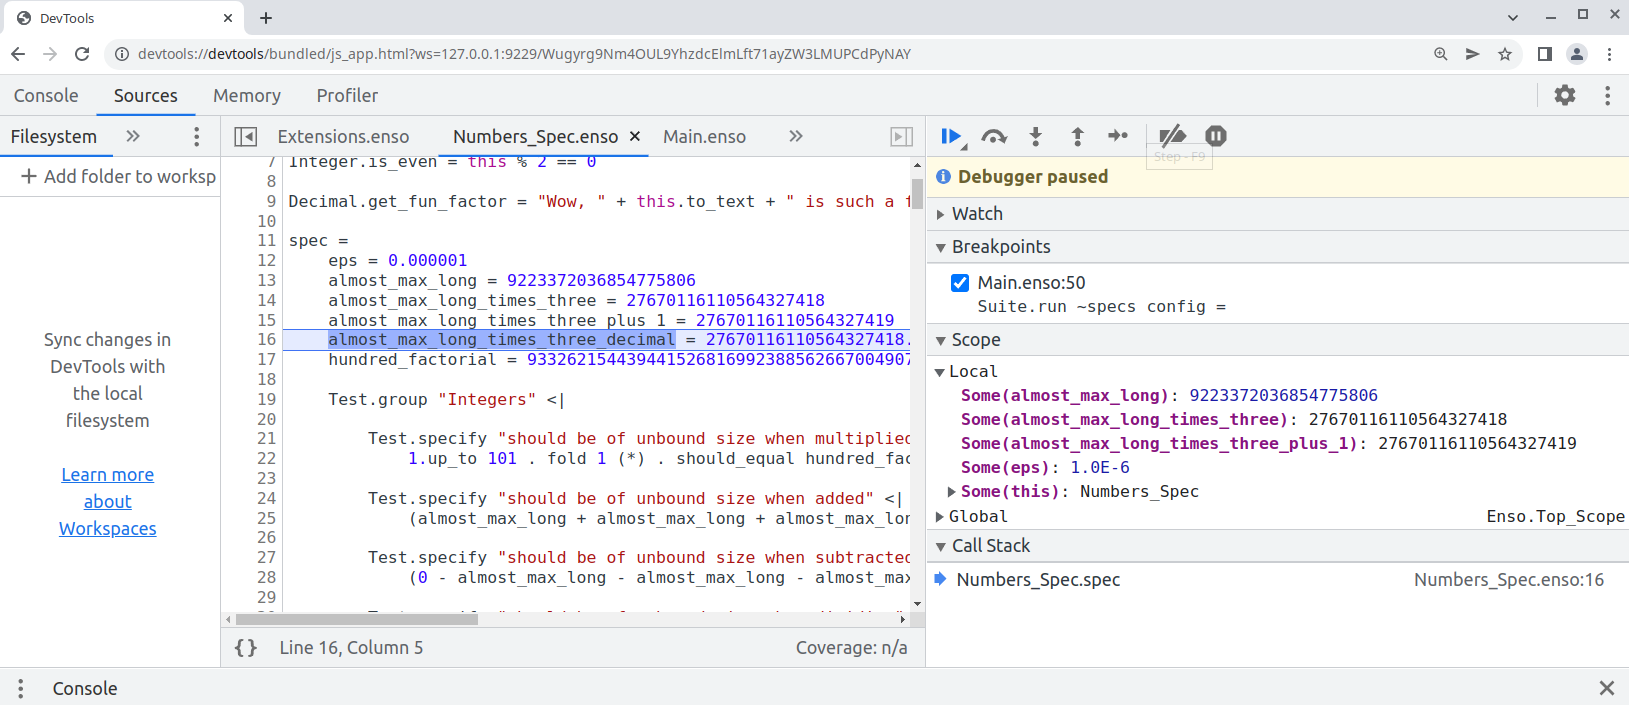 DevTools
devtools://devtools/bundled/js_app.html?ws=127.0.0.1:9229/Wugyrg9Nm4OUL9YhzdcElmLft71ayZW3LMUPCdPyNAY
Console Sources Memory Profiler
Filesystem
Extensions.enso Numbers_Spec.enso Main.enso
Add folder to worksp
Sync changes in
DevTools with
the local
filesystem
Learn more
about
Workspaces
7 Integer.is_even = this % 2 == 0
8
9 Decimal.get_fun_factor = "Wow, " + this.to_text + " is such a f
10
11 spec =
12 eps = 0.000001
13 almost_max_long = 9223372036854775806
14 almost_max_long_times_three = 27670116110564327418
15 almost_max_long_times_three_plus_1 = 27670116110564327419
16 almost_max_long_times_three_decimal = 27670116110564327418.
17 hundred_factorial = 933262154439441526816992388562667004907
18
19 Test.group "Integers" <|
20
21 Test.specify "should be of unbound size when multiplied
22 1.up_to 101 . fold 1 (*) . should_equal hundred_fac
23
24 Test.specify "should be of unbound size when added" <|
25 (almost_max_long + almost_max_long + almost_max_lon
26
27 Test.specify "should be of unbound size when subtracted
28 (0 - almost_max_long - almost_max_long - almost_max
29
{} Line 16, Column 5
Coverage: n/a
Step - F9
Debugger paused
Watch
Breakpoints
Main.enso:50
Suite.run ~specs config =
Scope
Local
Some(almost_max_long): 9223372036854775806
Some(almost_max_long_times_three): 27670116110564327418
Some(almost_max_long_times_three_plus_1): 27670116110564327419
Some(eps): 1.0E-6
Some(this): Numbers_Spec
Global Enso.Top_Scope
Call Stack
Numbers_Spec.spec Numbers_Spec.enso:16
Console